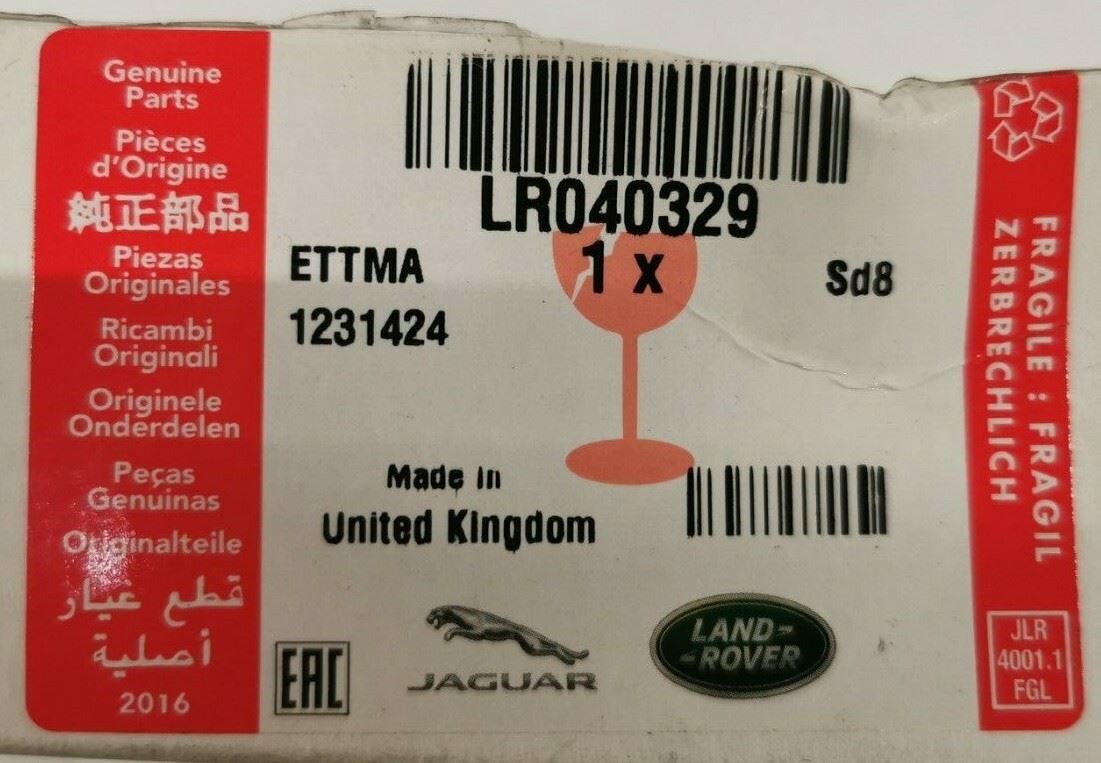 Genuine
Parts
Pièces
d'Origine
純正部品
Piezas
Originales
Ricambi
Originali
Originele
Onderdelen
Peças
Genuinas
Originalteile
قطع غيار
أصلية
2016
LR040329
1 x
ETTMA
Sd8
1231424
Made in
United Kingdom
EAC
JAGUAR
LAND-
-ROVER
FRAGILE : FRAGIL
ZERBRECHLICH
JLR
4001.1
FGL